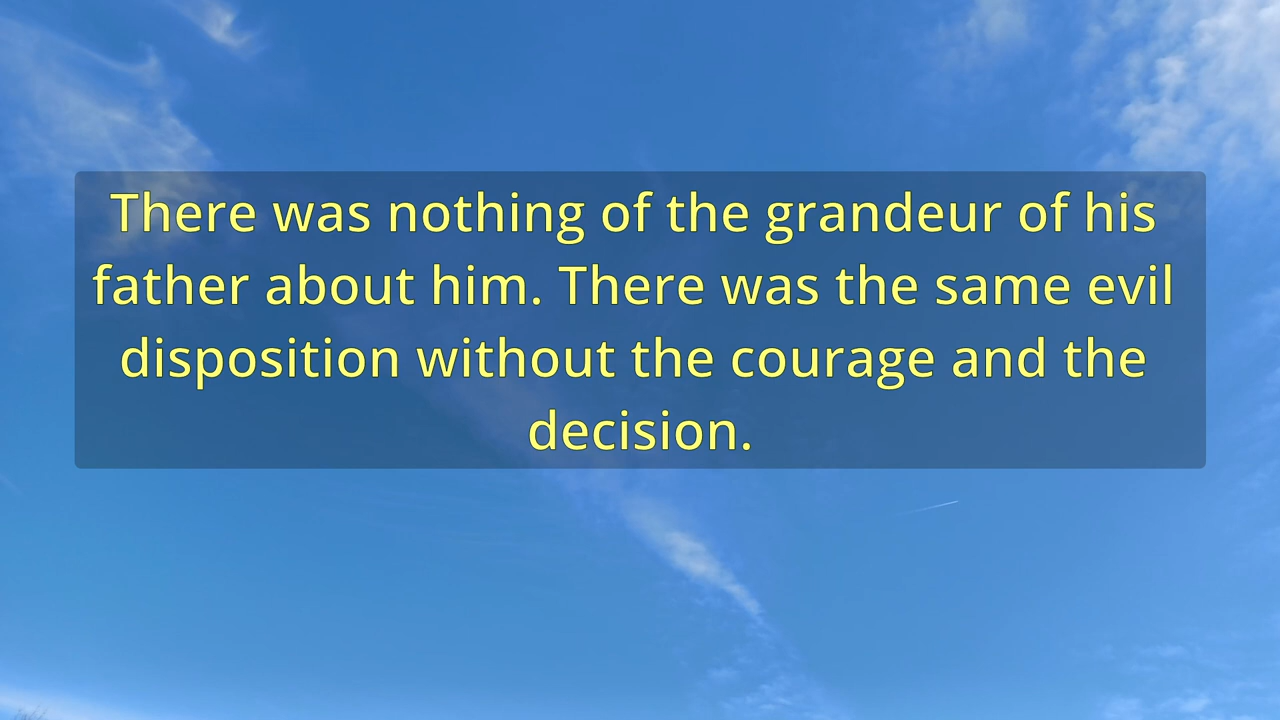 There was nothing of the grandeur of his
father about him. There was the same evil
disposition without the courage and the
decision.